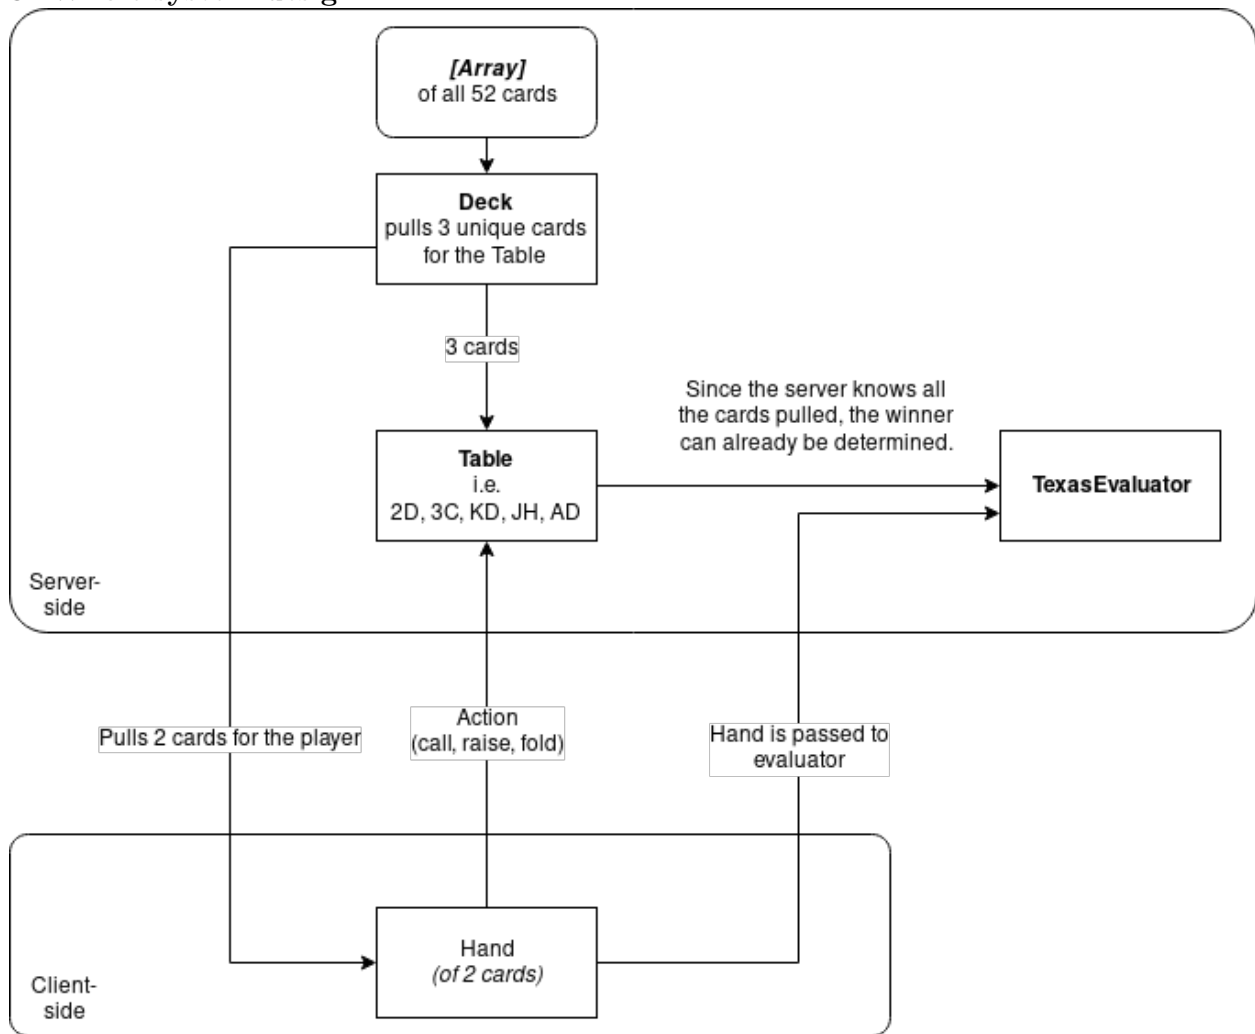 [Array]
of all 52 cards
Deck
pulls 3 unique cards
for the Table
3 cards
Since the server knows all
the cards pulled, the winner
can already be determined.
Table
i.e.
2D, 3C, KD, JH, AD
TexasEvaluator
Server-
side
Pulls 2 cards for the player
Action
(call, raise, fold)
Hand is passed to
evaluator
Hand
(of 2 cards)
Client-
side